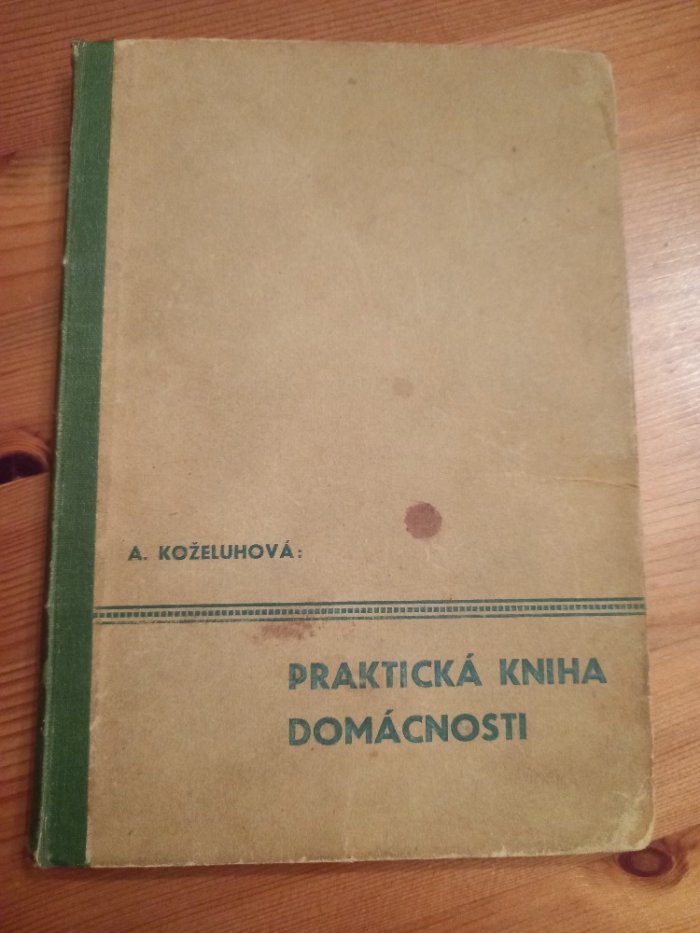 A. KOŽELUHOVÁ:
PRAKTICKÁ KNIHA
DOMÁCNOSTI